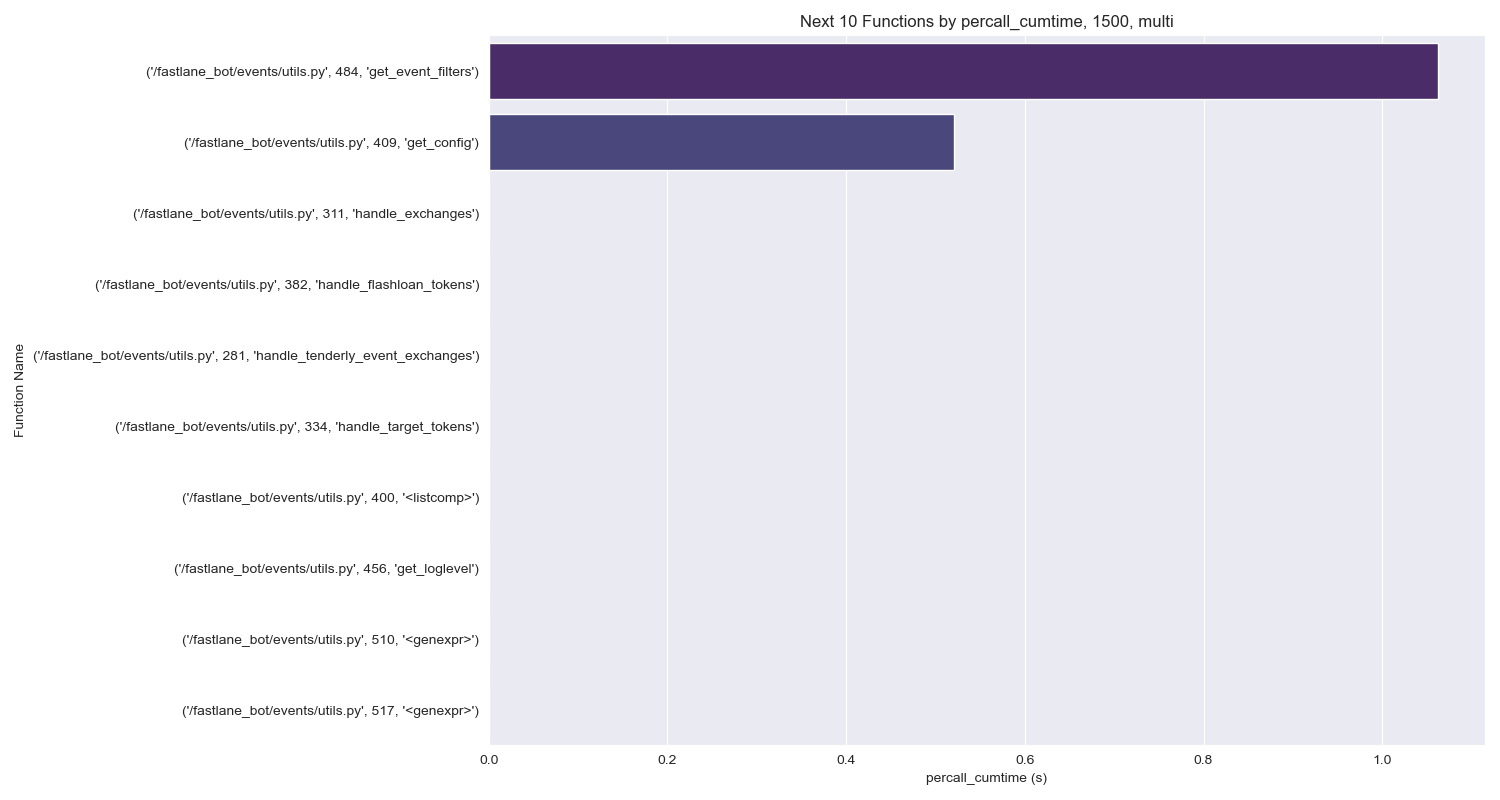 Next 10 Functions by percall_cumtime, 1500, multi
('/fastlane_bot/events/utils.py', 484, 'get_event_filters')
('/fastlane_bot/events/utils.py', 409, 'get_config')
('/fastlane_bot/events/utils.py', 311, 'handle_exchanges')
('/fastlane_bot/events/utils.py', 382, 'handle_flashloan_tokens')
('/fastlane_bot/events/utils.py', 281, 'handle_tenderly_event_exchanges')
('/fastlane_bot/events/utils.py', 334, 'handle_target_tokens')
('/fastlane_bot/events/utils.py', 400, '<listcomp>')
('/fastlane_bot/events/utils.py', 456, 'get_loglevel')
('/fastlane_bot/events/utils.py', 510, '<genexpr>')
('/fastlane_bot/events/utils.py', 517, '<genexpr>')
Function Name
0.0 0.2 0.4 0.6 0.8 1.0
percall_cumtime (s)